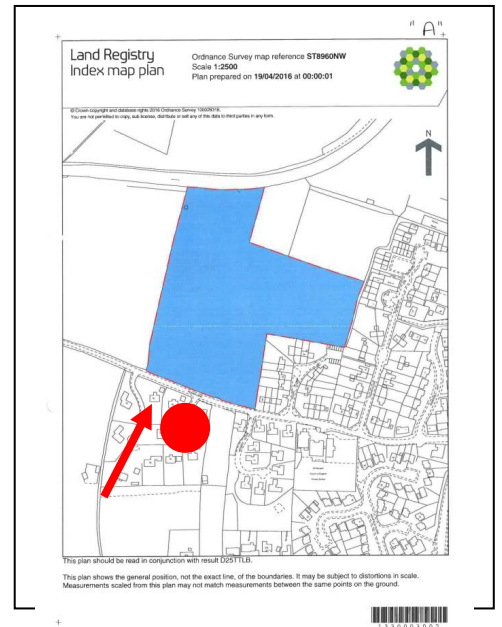 "A"
Land Registry
Index map plan
Ordnance Survey map reference ST8960NW
Scale 1:2500
Plan prepared on 19/04/2016 at 00:00:01
© Crown copyright and database rights 2016 Ordnance Survey 100026316.
You are not permitted to copy, sub-license, distribute or sell any of this data to third parties in any form.
N
This plan should be read in conjunction with result D25TTLB.
This plan shows the general position, not the exact line, of the boundaries. It may be subject to distortions in scale.
Measurements scaled from this plan may not match measurements between the same points on the ground.